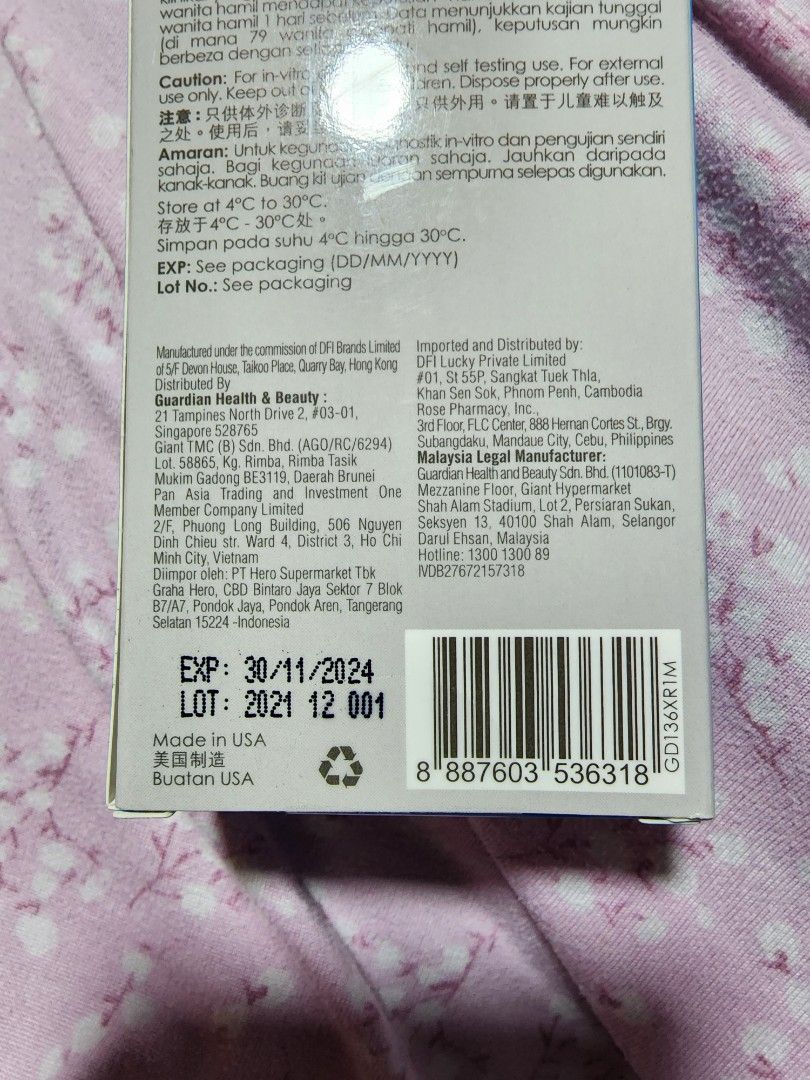 wanita hamil mendapat
wanita hamil 1 hari sebelum. Data menunjukkan kajian tunggal
(di mana 79 hamil), keputusan mungkin
berbeza dengan
Caution: For in-vitro and self testing use. For external
use only. Keep out Dispose properly after use.
注意：只供体外诊断 只供外用。请置于儿童难以触及
之处。使用后，请妥
Amaran: Untuk in-vitro dan pengujian sendiri
sahaja. Bagi kegunaan luaran sahaja. Jauhkan daripada
kanak-kanak. Buang kit ujian dengan sempurna selepas digunakan.
Store at 4°C to 30°C.
存放于4°C - 30°C处。
Simpan pada suhu 4°C hingga 30°C.
EXP: See packaging (DD/MM/YYYY)
Lot No.: See packaging
Manufactured under the commission of DFI Brands Limited
of 5/F Devon House, Taikoo Place, Quarry Bay, Hong Kong
Distributed By
Guardian Health & Beauty :
21 Tampines North Drive 2, #03-01,
Singapore 528765
Giant TMC (B) Sdn. Bhd. (AGO/RC/6294)
Lot. 58865, Kg. Rimba, Rimba Tasik
Mukim Gadong BE3119, Daerah Brunei
Pan Asia Trading and Investment One
Member Company Limited
2/F, Phuong Long Building, 506 Nguyen
Dinh Chieu str. Ward 4, District 3, Ho Chi
Minh City, Vietnam
Diimpor oleh: PT Hero Supermarket Tbk
Graha Hero, CBD Bintaro Jaya Sektor 7 Blok
B7/A7, Pondok Jaya, Pondok Aren, Tangerang
Selatan 15224 -Indonesia
Imported and Distributed by:
DFI Lucky Private Limited
#01, St 55P, Sangkat Tuek Thla,
Khan Sen Sok, Phnom Penh, Cambodia
Rose Pharmacy, Inc.,
3rd Floor, FLC Center, 888 Hernan Cortes St., Brgy.
Subangdaku, Mandaue City, Cebu, Philippines
Malaysia Legal Manufacturer:
Guardian Health and Beauty Sdn. Bhd. (1101083-T)
Mezzanine Floor, Giant Hypermarket
Shah Alam Stadium, Lot 2, Persiaran Sukan,
Seksyen 13, 40100 Shah Alam, Selangor
Darul Ehsan, Malaysia
Hotline: 1300 1300 89
IVDB27672157318
EXP: 30/11/2024
LOT: 2021 12 001
Made in USA
美国制造
Buatan USA
8 887603 536318
GD136XR1M